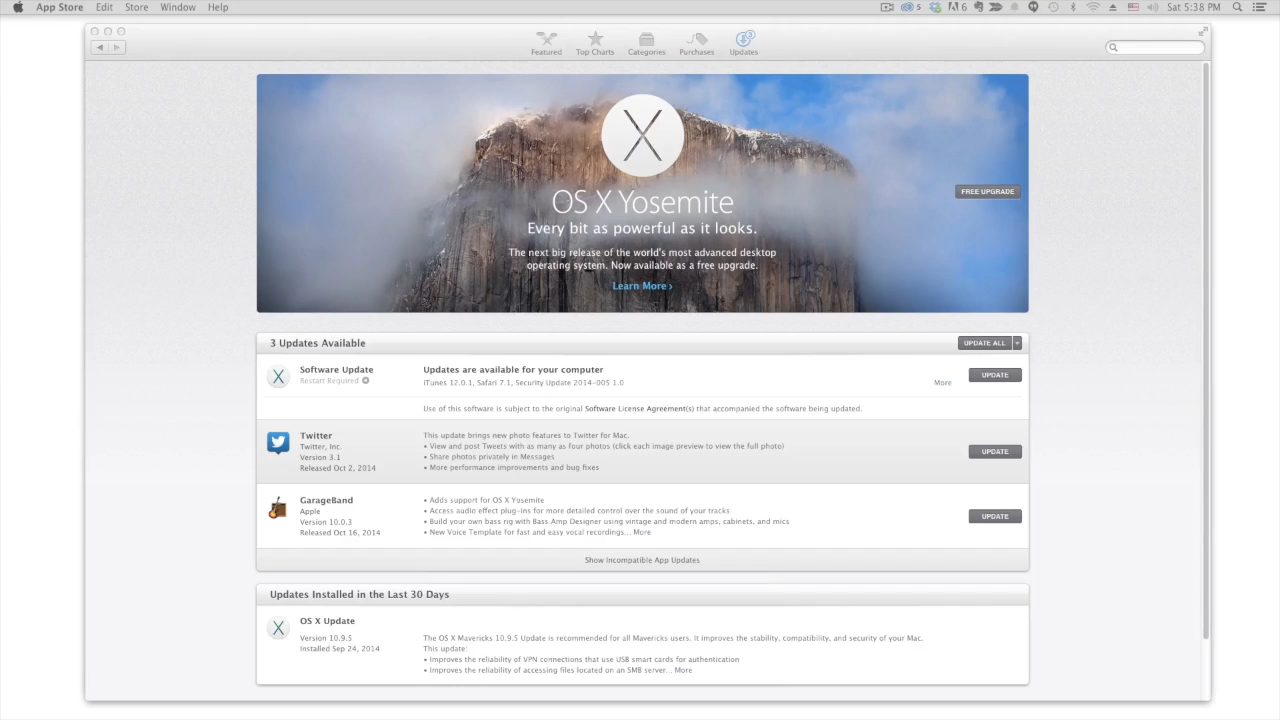 App Store Edit Store Window Help 5 6 Sat 5:38 PM
Featured Top Charts Categories Purchases Updates
3
OS X Yosemite
Every bit as powerful as it looks.
The next big release of the world's most advanced desktop
operating system. Now available as a free upgrade.
Learn More ›
FREE UPGRADE
3 Updates Available
UPDATE ALL
Software Update
Restart Required
Updates are available for your computer
iTunes 12.0.1, Safari 7.1, Security Update 2014-005 1.0
More
UPDATE
Use of this software is subject to the original Software License Agreement(s) that accompanied the software being updated.
Twitter
Twitter, Inc.
Version 3.1
Released Oct 2, 2014
This update brings new photo features to Twitter for Mac.
• View and post Tweets with as many as four photos (click each image preview to view the full photo)
• Share photos privately in Messages
• More performance improvements and bug fixes
UPDATE
GarageBand
Apple
Version 10.0.3
Released Oct 16, 2014
• Adds support for OS X Yosemite
• Access audio effect plug-ins for more detailed control over the sound of your tracks
• Build your own bass rig with Bass Amp Designer using vintage and modern amps, cabinets, and mics
• New Voice Template for fast and easy vocal recordings... More
UPDATE
Show Incompatible App Updates
Updates Installed in the Last 30 Days
OS X Update
Version 10.9.5
Installed Sep 24, 2014
The OS X Mavericks 10.9.5 Update is recommended for all Mavericks users. It improves the stability, compatibility, and security of your Mac.
This update:
• Improves the reliability of VPN connections that use USB smart cards for authentication
• Improves the reliability of accessing files located on an SMB server... More